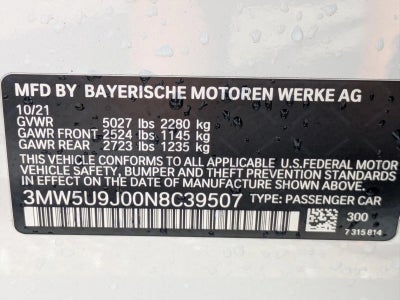 MFD BY BAYERISCHE MOTOREN WERKE AG
10/21
GVWR 5027 lbs 2280 kg
GAWR FRONT 2524 lbs 1145 kg
GAWR REAR 2723 lbs 1235 kg
THIS VEHICLE CONFORMS TO ALL APPLICABLE U.S.FEDERAL MOTOR
VEHICLE SAFETY, BUMPER AND THEFT PREVENTION STANDARDS
IN EFFECT ON THE DATE OF MANUFACTURE SHOWN ABOVE.
3MW5U9J00N8C39507 TYPE: PASSENGER CAR
300
7 315 814